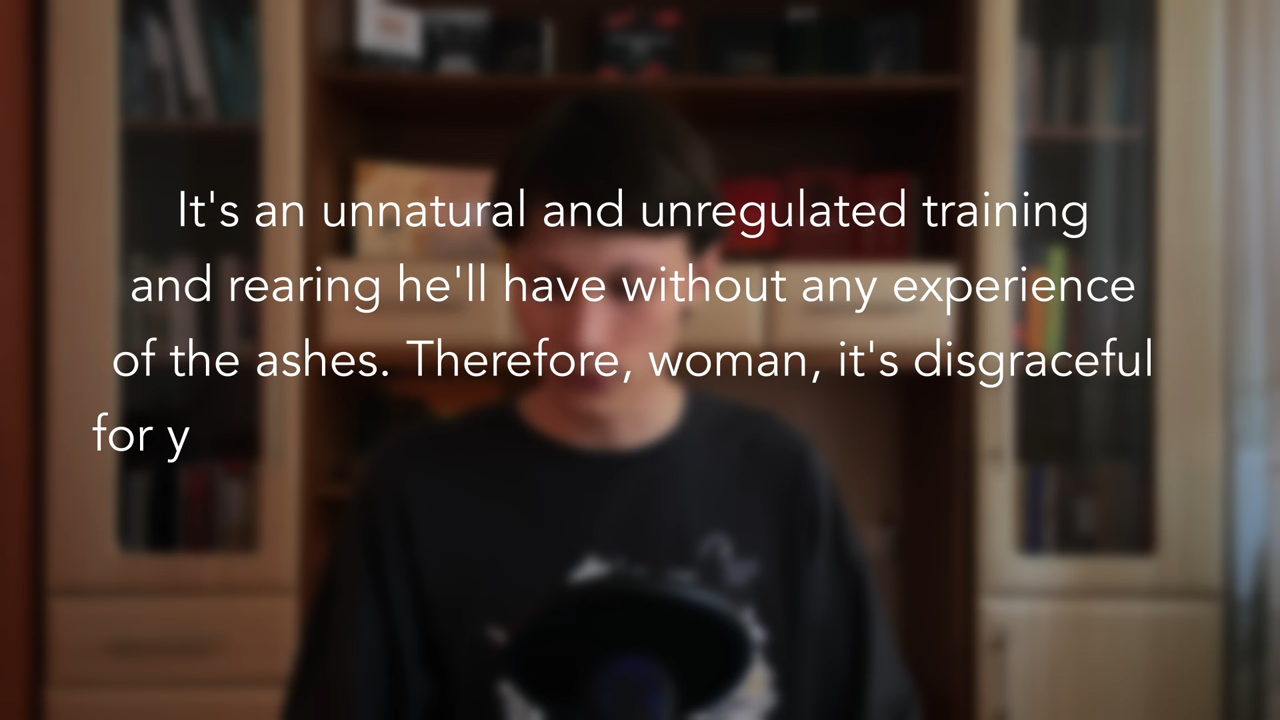 It's an unnatural and unregulated training
and rearing he'll have without any experience
of the ashes. Therefore, woman, it's disgraceful
for y